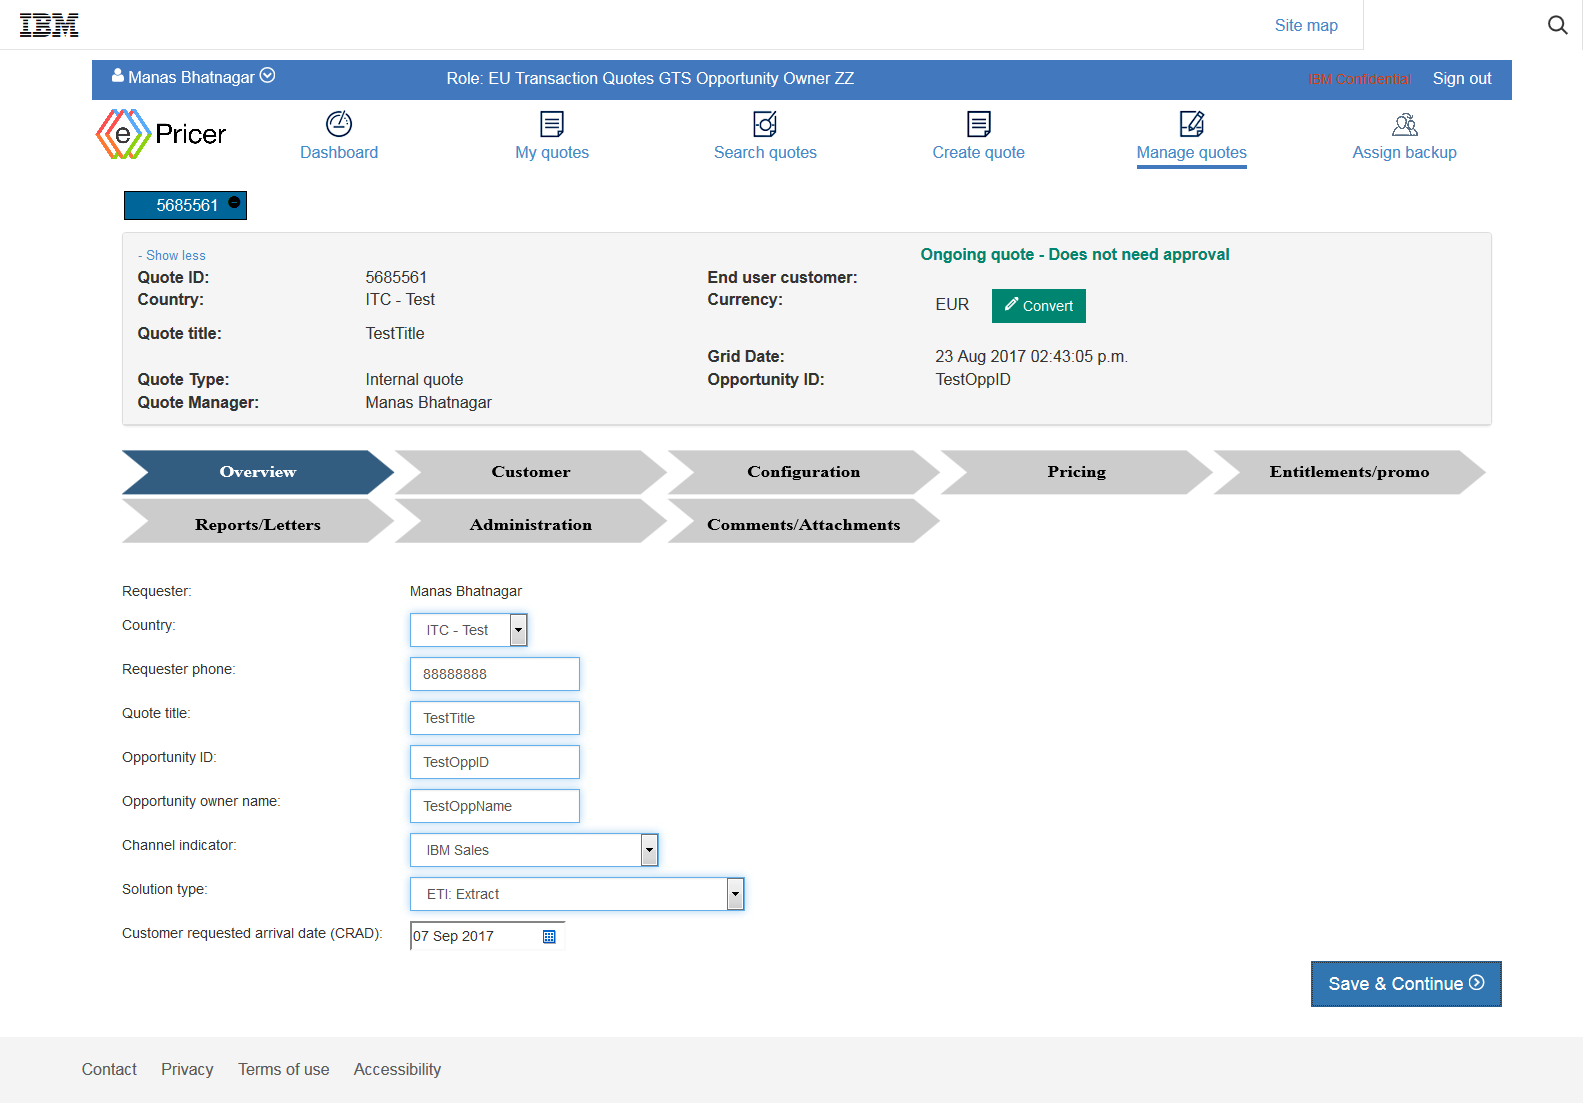 IBM
Site map
Manas Bhatnagar
Role: EU Transaction Quotes GTS Opportunity Owner ZZ
IBM Confidential
Sign out
e Pricer
Dashboard
My quotes
Search quotes
Create quote
Manage quotes
Assign backup
5685561
- Show less
Ongoing quote - Does not need approval
Quote ID: 5685561
End user customer:
Country: ITC - Test
Currency: EUR Convert
Quote title: TestTitle
Grid Date: 23 Aug 2017 02:43:05 p.m.
Quote Type: Internal quote
Opportunity ID: TestOppID
Quote Manager: Manas Bhatnagar
Overview
Customer
Configuration
Pricing
Entitlements/promo
Reports/Letters
Administration
Comments/Attachments
Requester: Manas Bhatnagar
Country: ITC - Test
Requester phone: 88888888
Quote title: TestTitle
Opportunity ID: TestOppID
Opportunity owner name: TestOppName
Channel indicator: IBM Sales
Solution type: ETI: Extract
Customer requested arrival date (CRAD): 07 Sep 2017
Save & Continue
Contact
Privacy
Terms of use
Accessibility